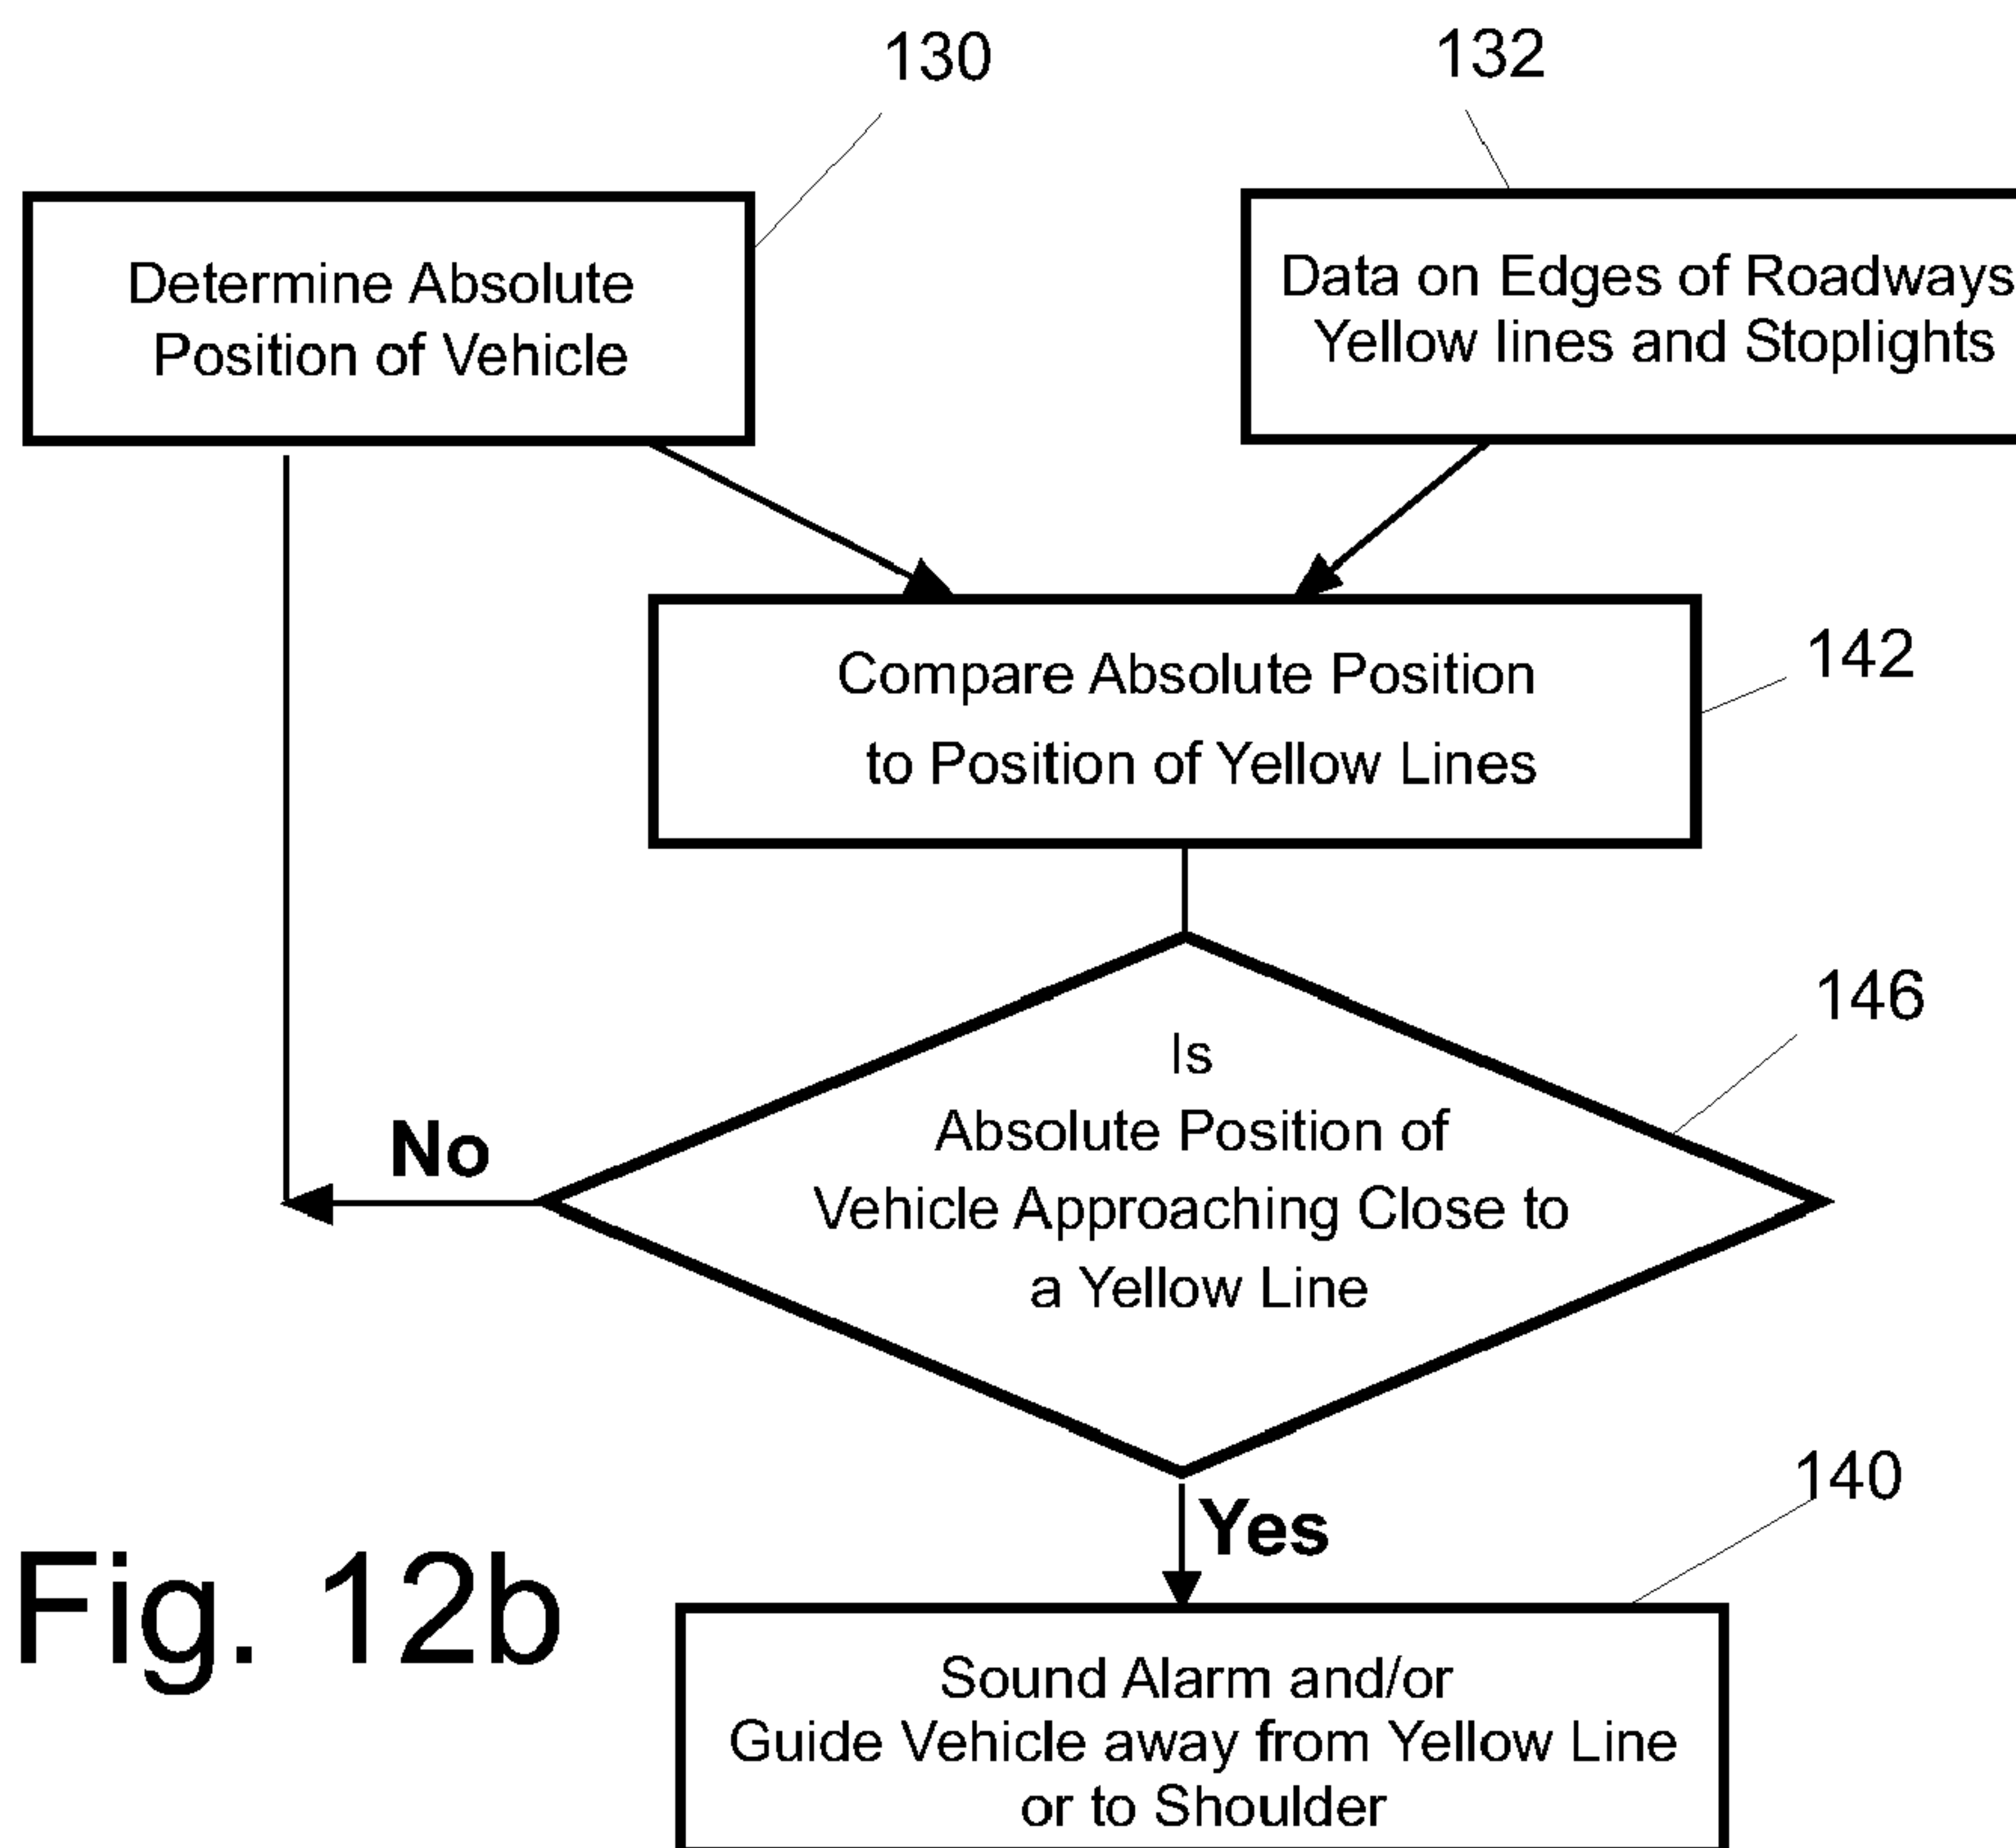 130
132
Determine Absolute
Position of Vehicle
Data on Edges of Roadways
Yellow lines and Stoplights
Compare Absolute Position
to Position of Yellow Lines
142
Is
Absolute Position of
Vehicle Approaching Close to
a Yellow Line
146
No
Yes
140
Sound Alarm and/or
Guide Vehicle away from Yellow Line
or to Shoulder
Fig. 12b